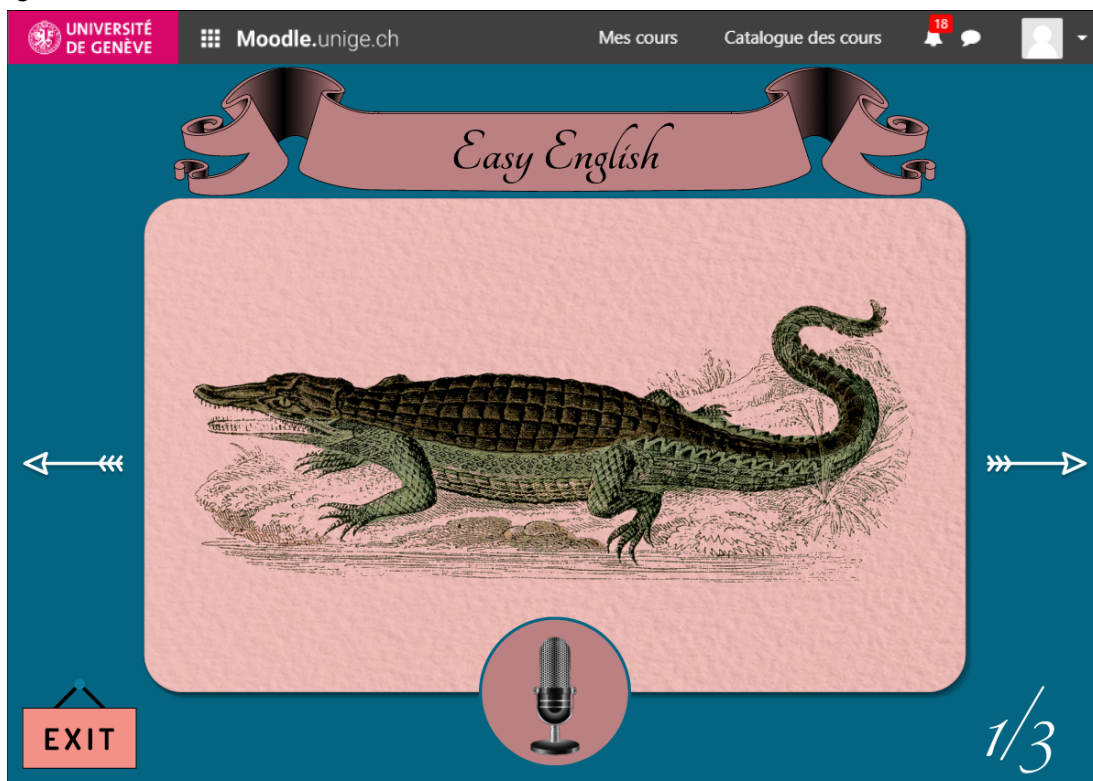 UNIVERSITÉ
DE GENÈVE
Moodle.unige.ch
Mes cours
Catalogue des cours
18
Easy English
EXIT
1/3